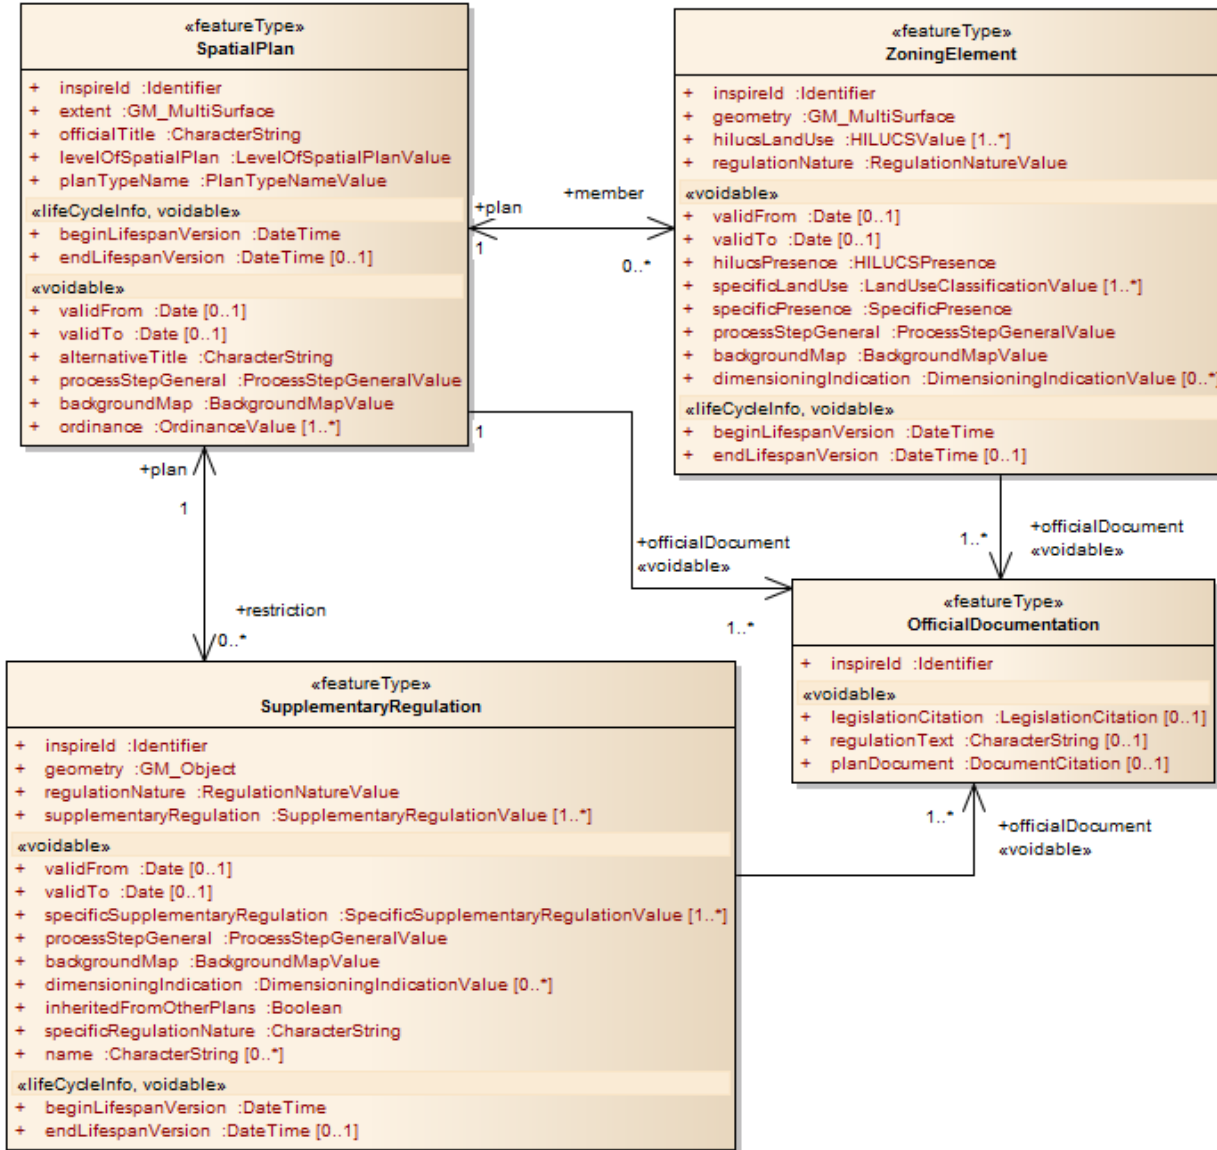 «featureType»
SpatialPlan
+ inspireId :Identifier
+ extent :GM_MultiSurface
+ officialTitle :CharacterString
+ levelOfSpatialPlan :LevelOfSpatialPlanValue
+ planTypeName :PlanTypeNameValue
«lifeCycleInfo, voidable»
+ beginLifespanVersion :DateTime
+ endLifespanVersion :DateTime [0..1]
«voidable»
+ validFrom :Date [0..1]
+ validTo :Date [0..1]
+ alternativeTitle :CharacterString
+ processStepGeneral :ProcessStepGeneralValue
+ backgroundMap :BackgroundMapValue
+ ordinance :OrdinanceValue [1..*]
+plan
1
+member
0..*
«featureType»
ZoningElement
+ inspireId :Identifier
+ geometry :GM_MultiSurface
+ hilucsLandUse :HILUCSValue [1..*]
+ regulationNature :RegulationNatureValue
«voidable»
+ validFrom :Date [0..1]
+ validTo :Date [0..1]
+ hilucsPresence :HILUCSPresence
+ specificLandUse :LandUseClassificationValue [1..*]
+ specificPresence :SpecificPresence
+ processStepGeneral :ProcessStepGeneralValue
+ backgroundMap :BackgroundMapValue
+ dimensioningIndication :DimensioningIndicationValue [0..*]
«lifeCycleInfo, voidable»
+ beginLifespanVersion :DateTime
+ endLifespanVersion :DateTime [0..1]
1
+officialDocument
«voidable»
1..*
+officialDocument
«voidable»
1..*
+plan
1
+restriction
0..*
«featureType»
OfficialDocumentation
+ inspireId :Identifier
«voidable»
+ legislationCitation :LegislationCitation [0..1]
+ regulationText :CharacterString [0..1]
+ planDocument :DocumentCitation [0..1]
1..*
+officialDocument
«voidable»
«featureType»
SupplementaryRegulation
+ inspireId :Identifier
+ geometry :GM_Object
+ regulationNature :RegulationNatureValue
+ supplementaryRegulation :SupplementaryRegulationValue [1..*]
«voidable»
+ validFrom :Date [0..1]
+ validTo :Date [0..1]
+ specificSupplementaryRegulation :SpecificSupplementaryRegulationValue [1..*]
+ processStepGeneral :ProcessStepGeneralValue
+ backgroundMap :BackgroundMapValue
+ dimensioningIndication :DimensioningIndicationValue [0..*]
+ inheritedFromOtherPlans :Boolean
+ specificRegulationNature :CharacterString
+ name :CharacterString [0..*]
«lifeCycleInfo, voidable»
+ beginLifespanVersion :DateTime
+ endLifespanVersion :DateTime [0..1]